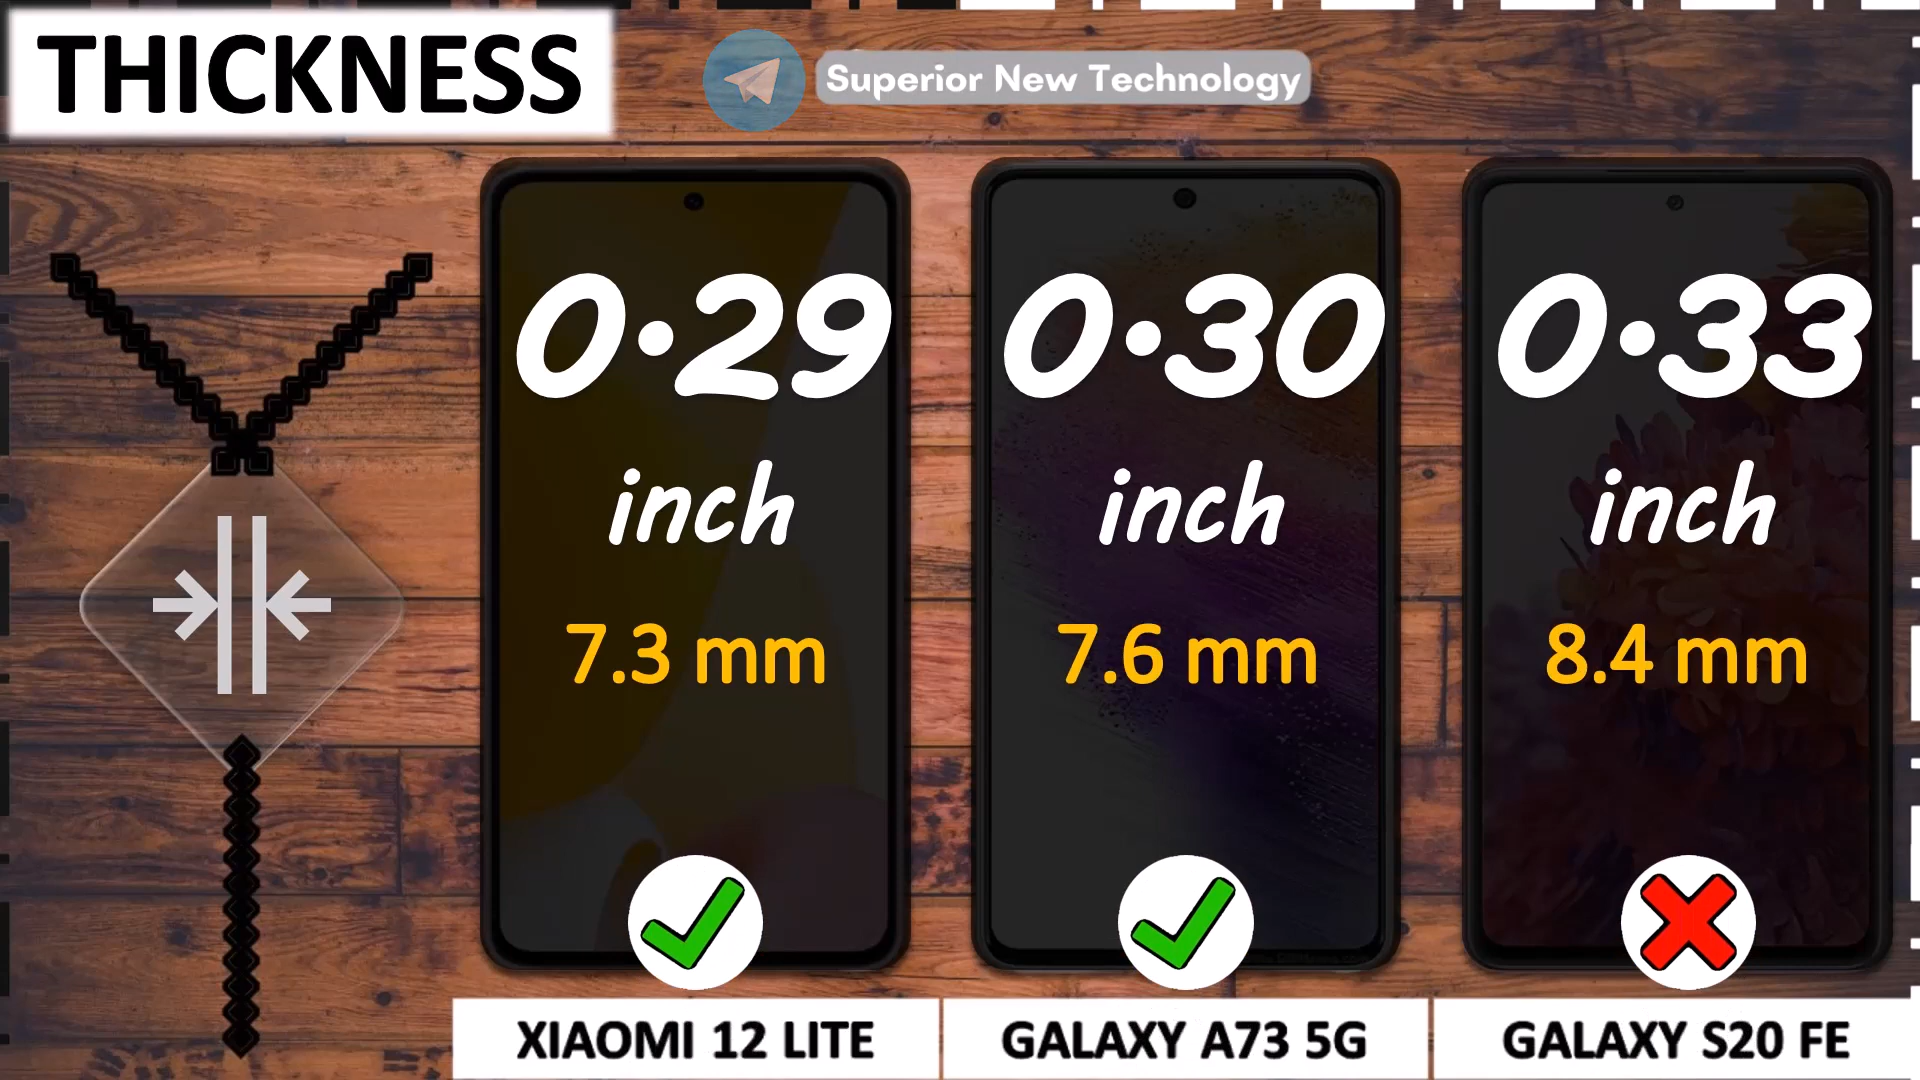 THICKNESS
Superior New Technology
0.29
inch
7.3 mm
0.30
inch
7.6 mm
0.33
inch
8.4 mm
XIAOMI 12 LITE
GALAXY A73 5G
GALAXY S20 FE